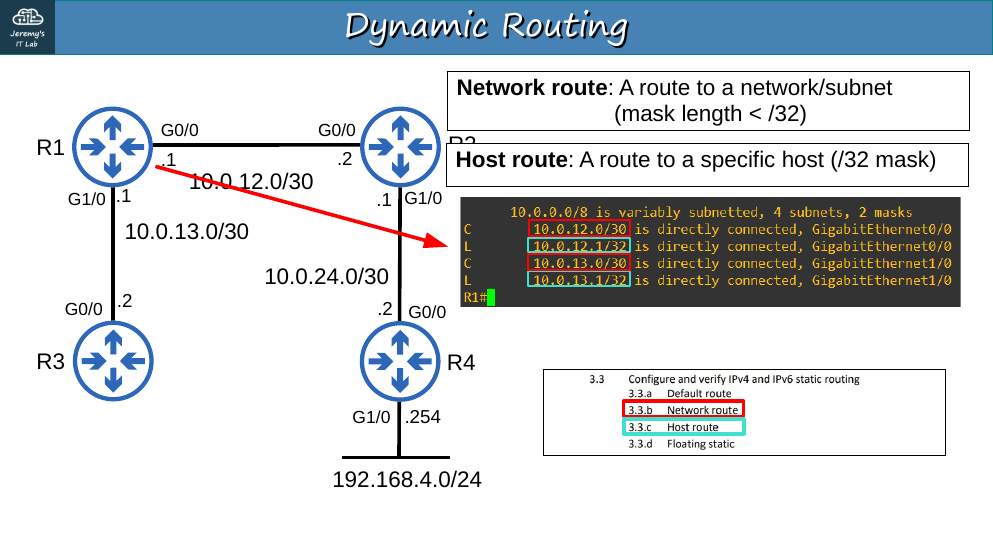 Jeremy's
IT Lab
Dynamic Routing
Network route: A route to a network/subnet
(mask length < /32)
Host route: A route to a specific host (/32 mask)
R1
G0/0
G0/0
.1
.2
10.0.12.0/30
G1/0
.1
.1
G1/0
10.0.13.0/30
10.0.24.0/30
G0/0
.2
.2
G0/0
R3
R4
G1/0
.254
192.168.4.0/24
10.0.0.0/8 is variably subnetted, 4 subnets, 2 masks
C 10.0.12.0/30 is directly connected, GigabitEthernet0/0
L 10.0.12.1/32 is directly connected, GigabitEthernet0/0
C 10.0.13.0/30 is directly connected, GigabitEthernet1/0
L 10.0.13.1/32 is directly connected, GigabitEthernet1/0
R1#
3.3 Configure and verify IPv4 and IPv6 static routing
3.3.a Default route
3.3.b Network route
3.3.c Host route
3.3.d Floating static